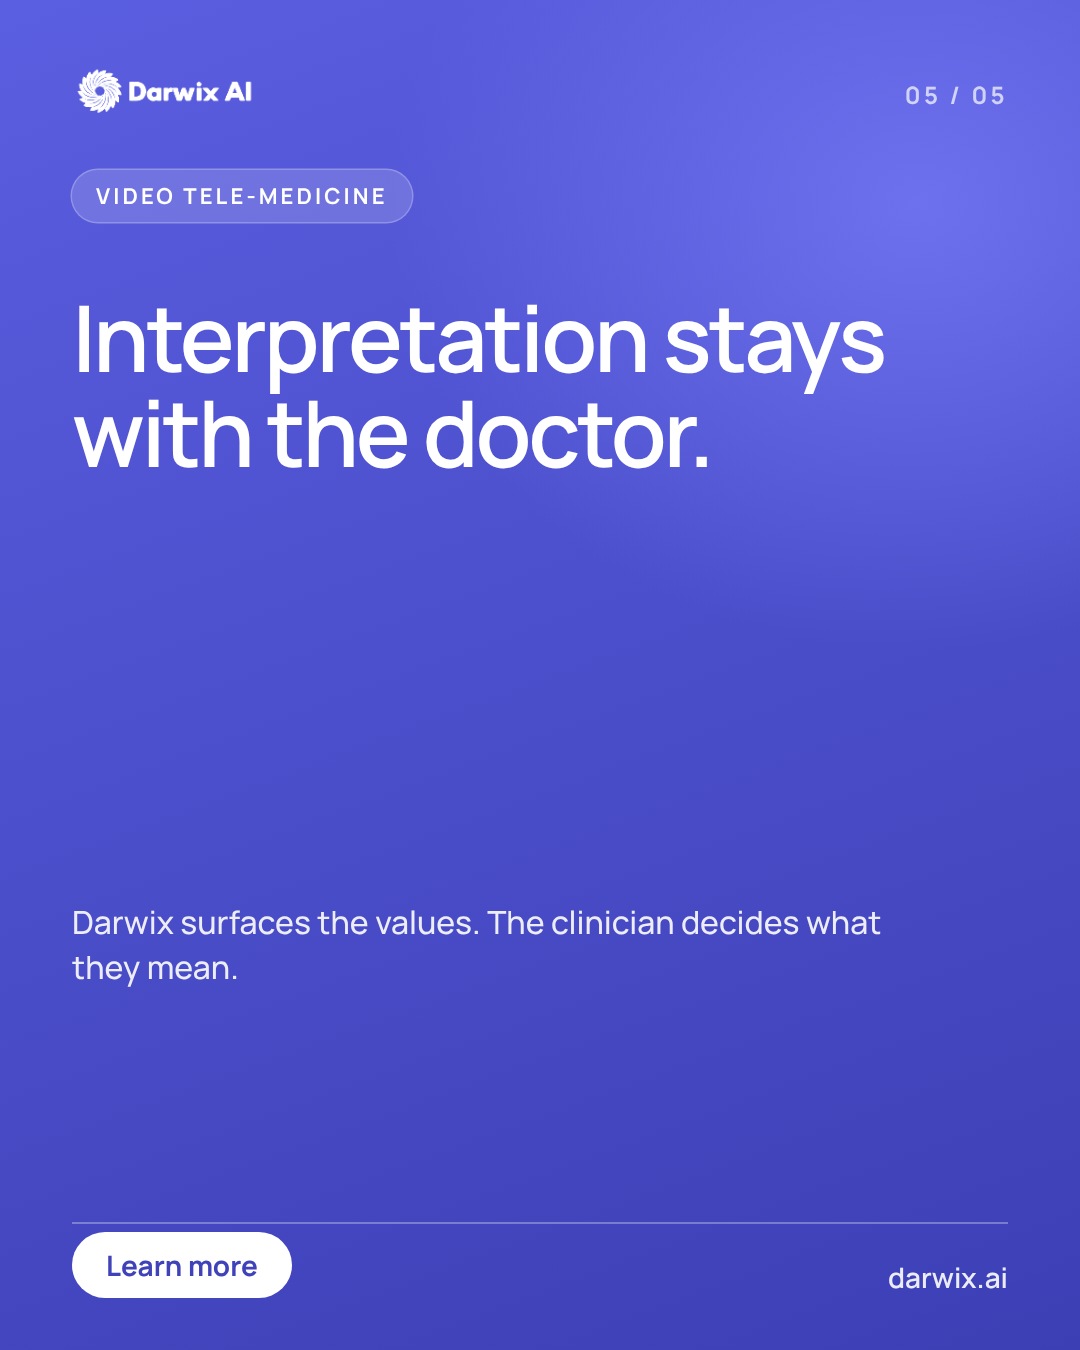 Darwix AI
05 / 05
VIDEO TELE-MEDICINE
Interpretation stays
with the doctor.
Darwix surfaces the values. The clinician decides what
they mean.
Learn more
darwix.ai